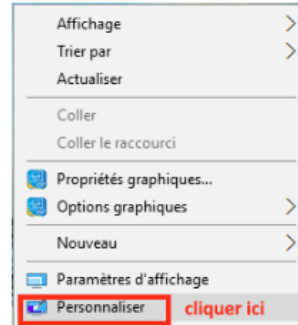 Affichage
Trier par
Actualiser
Coller
Coller le raccourci
Propriétés graphiques...
Options graphiques
Nouveau
Paramètres d'affichage
Personnaliser cliquer ici